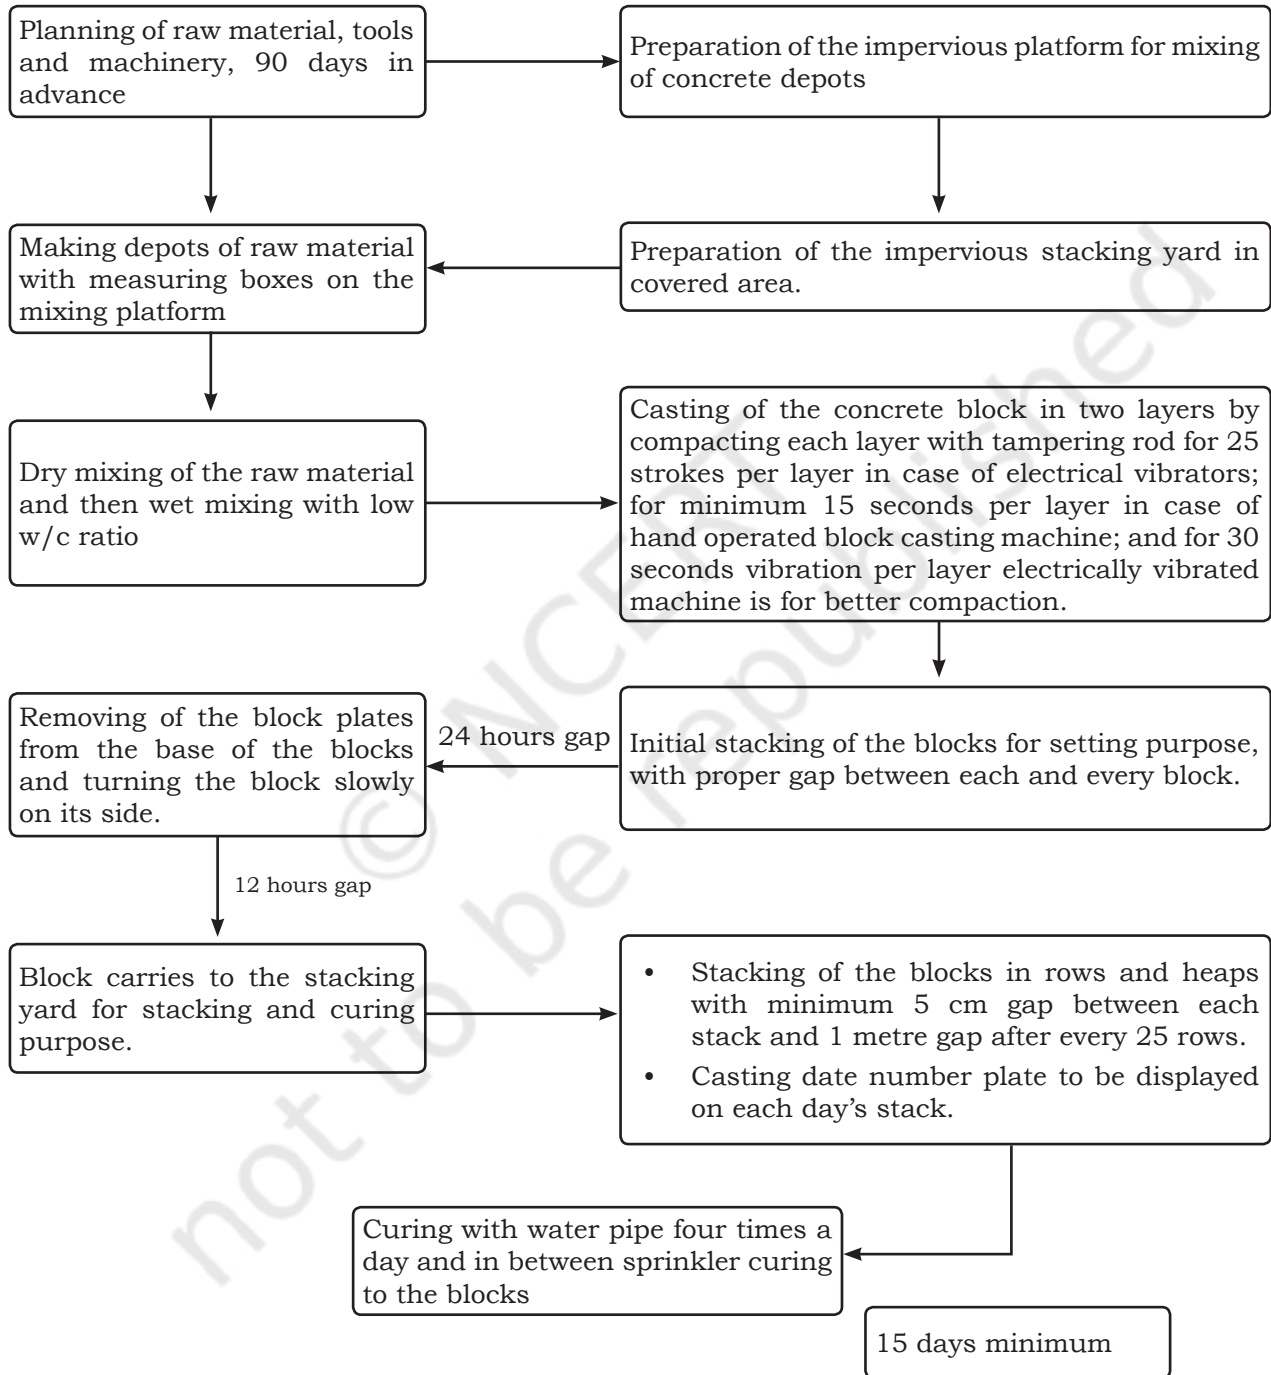 Planning of raw material, tools
and machinery, 90 days in
advance
Preparation of the impervious platform for mixing
of concrete depots
Making depots of raw material
with measuring boxes on the
mixing platform
Preparation of the impervious stacking yard in
covered area.
Dry mixing of the raw material
and then wet mixing with low
w/c ratio
Casting of the concrete block in two layers by
compacting each layer with tampering rod for 25
strokes per layer in case of electrical vibrators;
for minimum 15 seconds per layer in case of
hand operated block casting machine; and for 30
seconds vibration per layer electrically vibrated
machine is for better compaction.
Removing of the block plates
from the base of the blocks
and turning the block slowly
on its side.
24 hours gap
Initial stacking of the blocks for setting purpose,
with proper gap between each and every block.
12 hours gap
Block carries to the stacking
yard for stacking and curing
purpose.
• Stacking of the blocks in rows and heaps
with minimum 5 cm gap between each
stack and 1 metre gap after every 25 rows.
• Casting date number plate to be displayed
on each day's stack.
Curing with water pipe four times a
day and in between sprinkler curing
to the blocks
15 days minimum
© NCERT
not to be republished